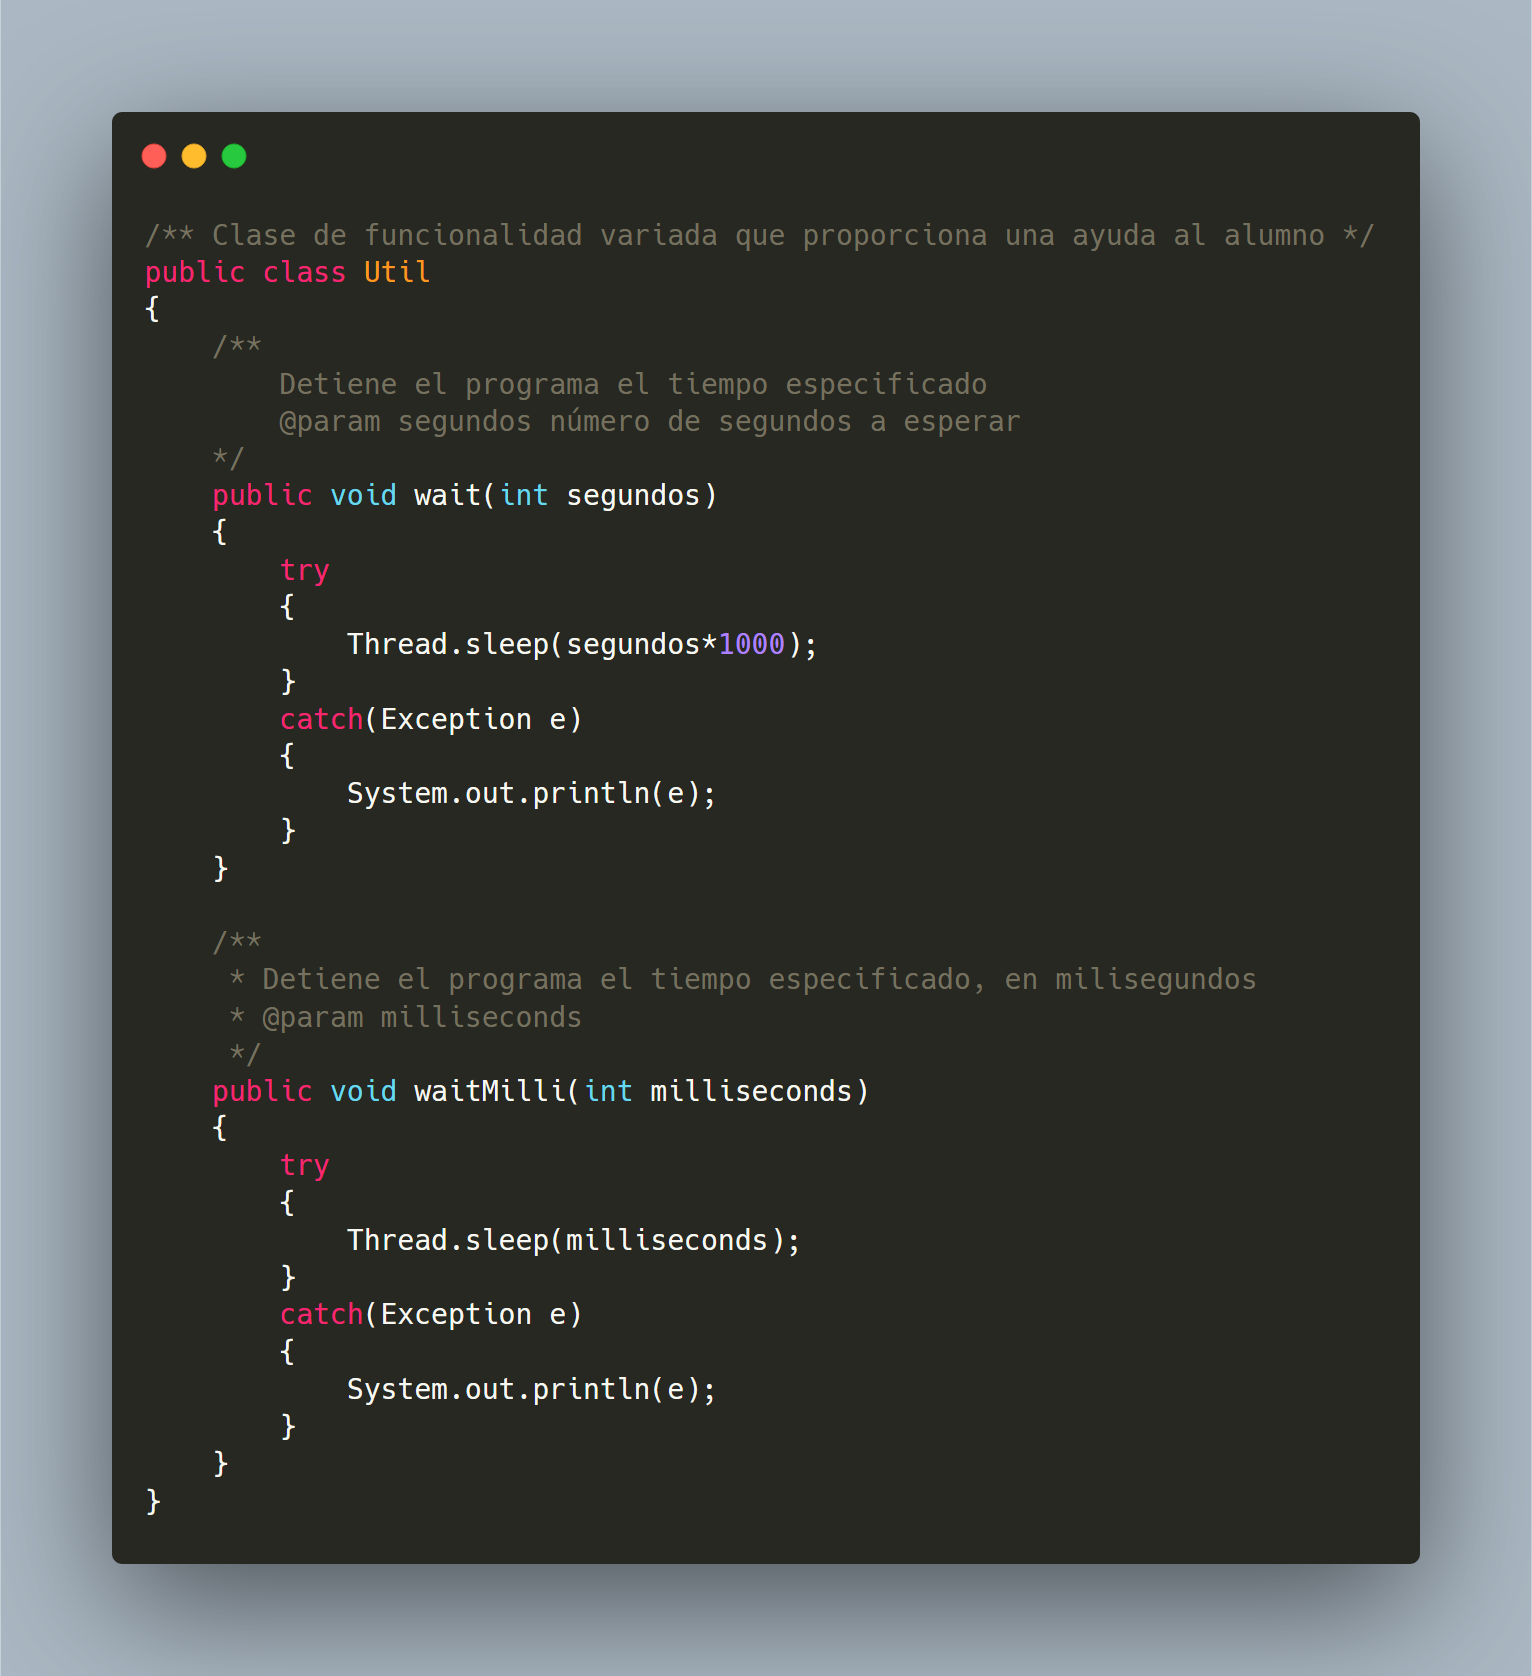 /** Clase de funcionalidad variada que proporciona una ayuda al alumno */
public class Util
{
    /**
        Detiene el programa el tiempo especificado
        @param segundos número de segundos a esperar
    */
    public void wait(int segundos)
    {
        try
        {
            Thread.sleep(segundos*1000);
        }
        catch(Exception e)
        {
            System.out.println(e);
        }
    }

    /**
     * Detiene el programa el tiempo especificado, en milisegundos
     * @param milliseconds
     */
    public void waitMilli(int milliseconds)
    {
        try
        {
            Thread.sleep(milliseconds);
        }
        catch(Exception e)
        {
            System.out.println(e);
        }
    }
}